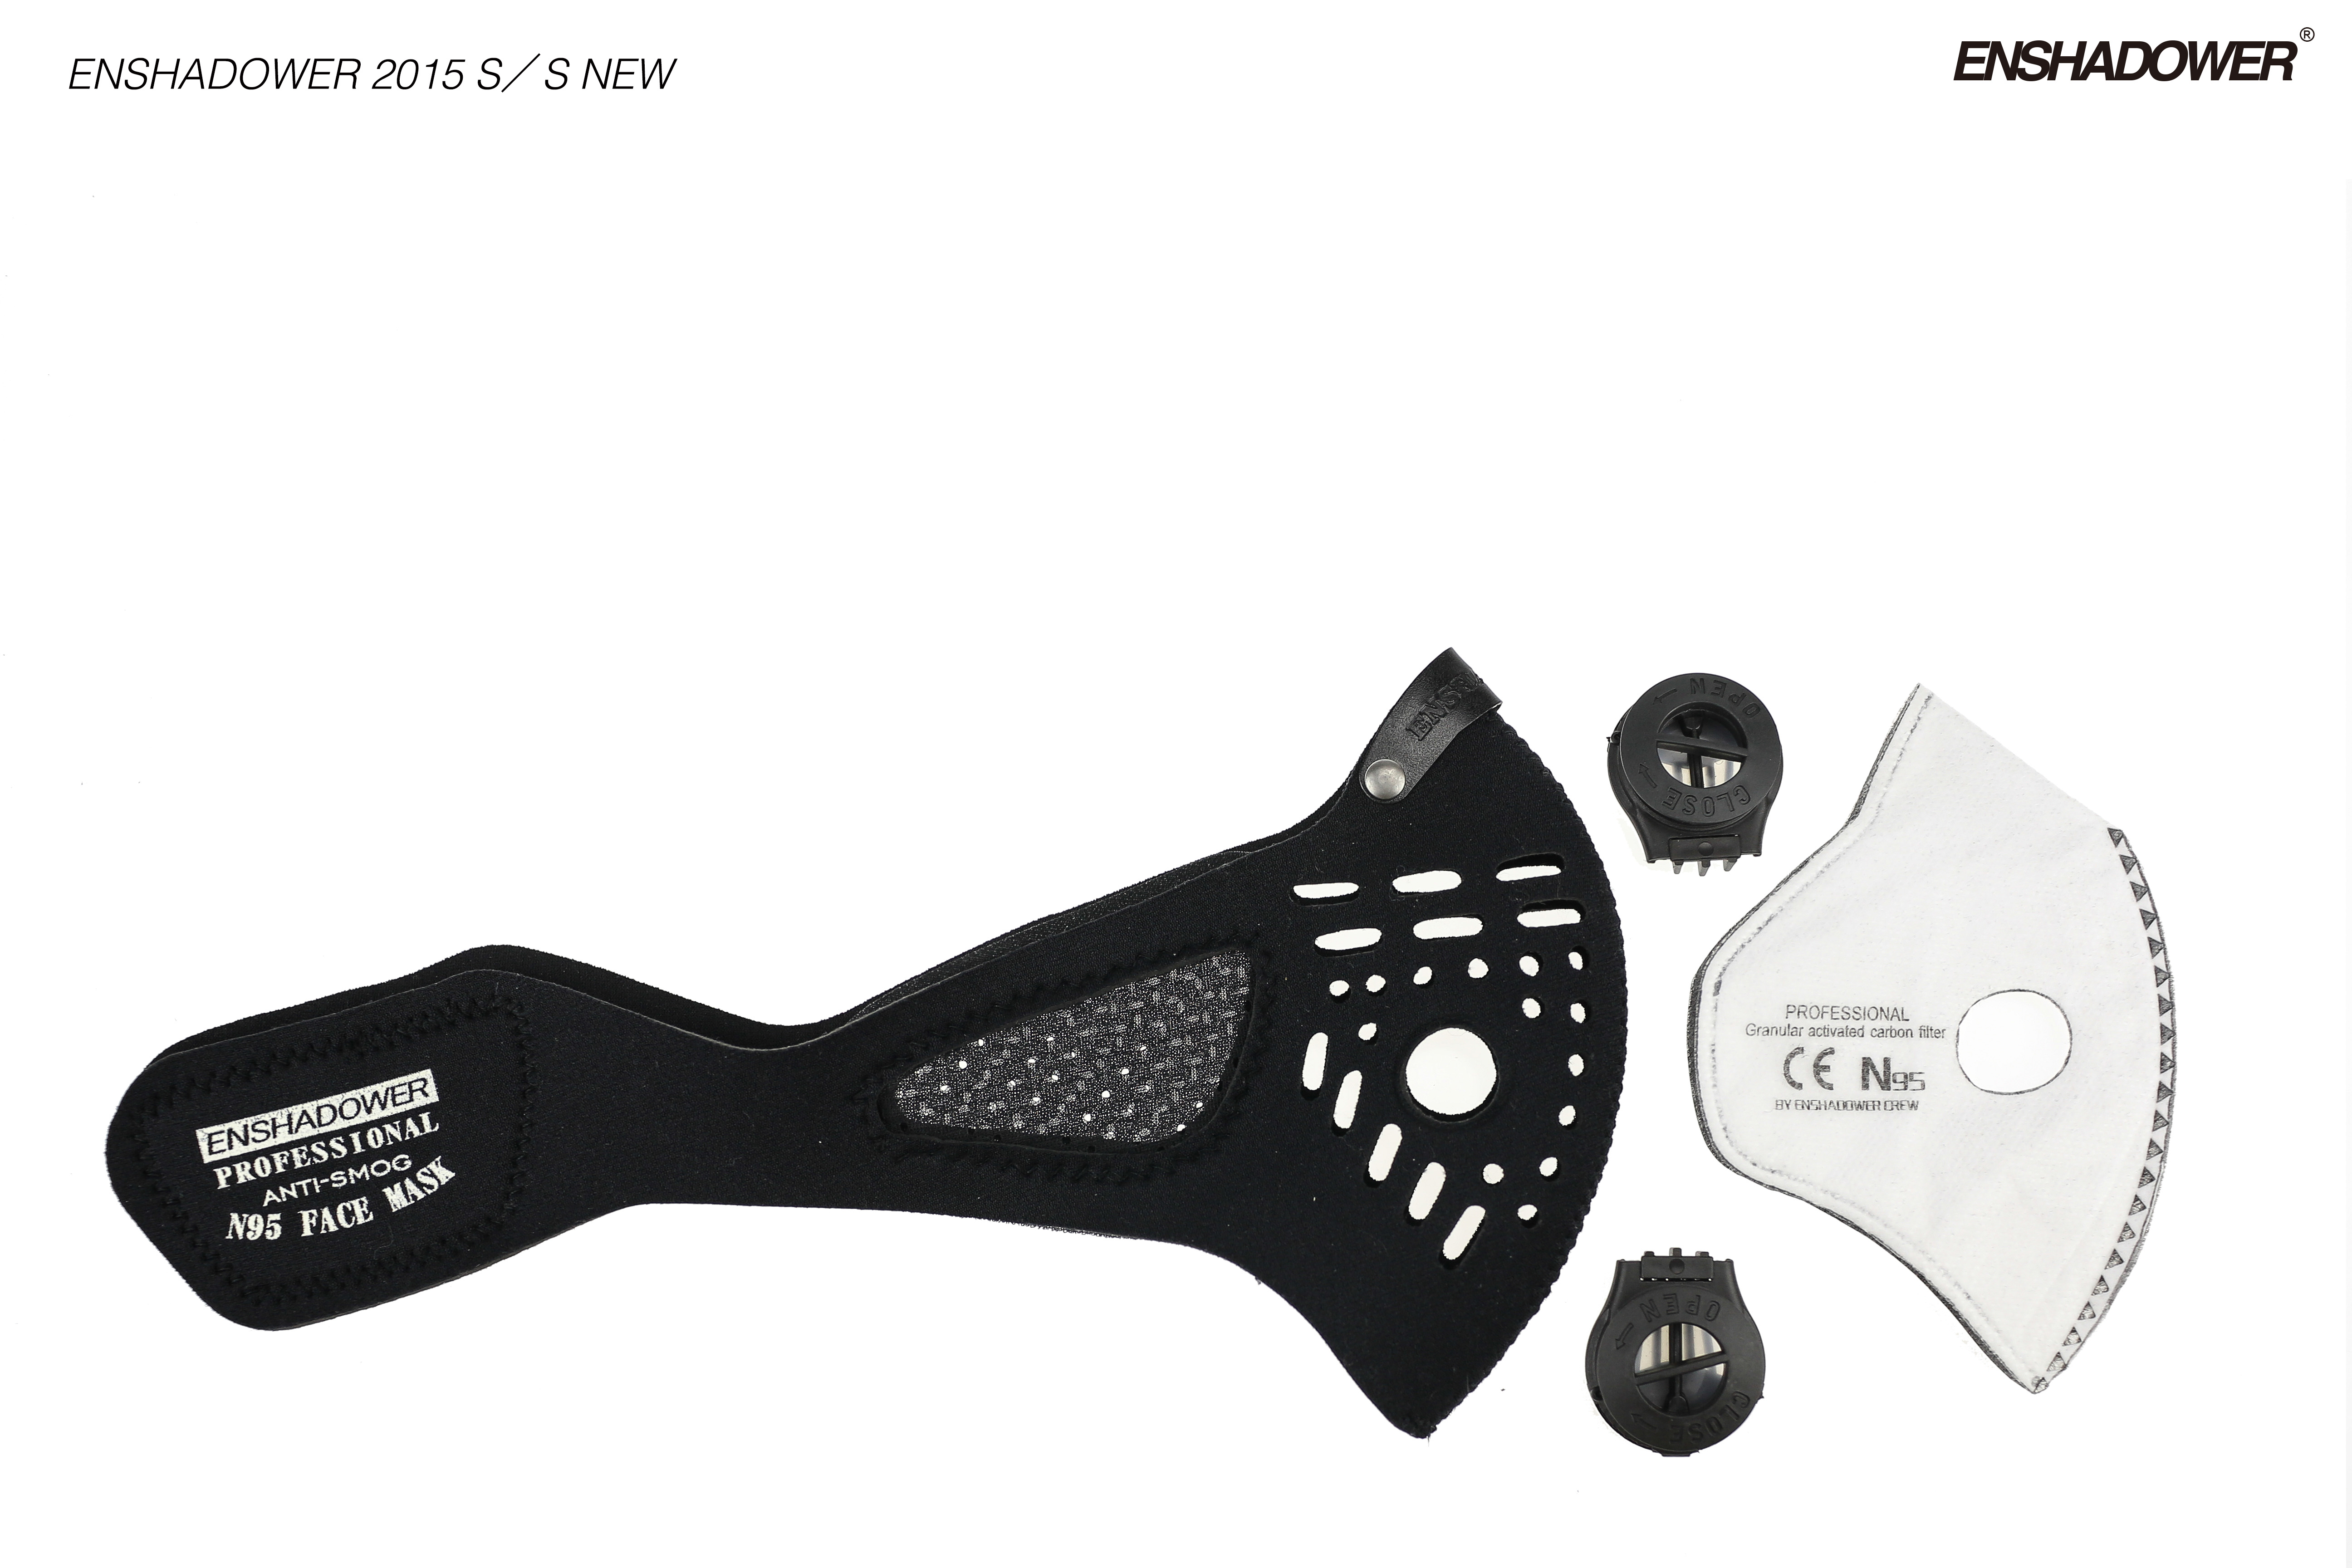 ENSHADOWER 2015 S／S NEW
ENSHADOWER®
ENSHADOWER
PROFESSIONAL
ANTI-SMOG
N95 FACE MASK
OPEN
CLOSE
PROFESSIONAL
Granular activated carbon filter
CE N95
BY ENSHADOWER CREW
OPEN
CLOSE